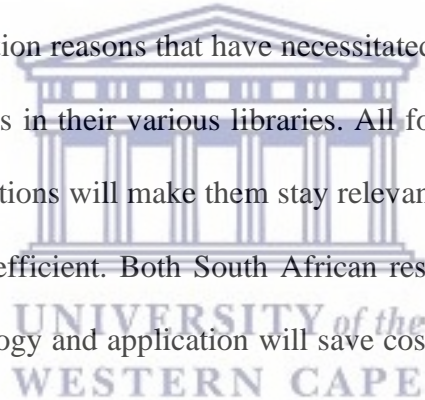 tion reasons that have necessitated
s in their various libraries. All fo
tions will make them stay relevan
efficient. Both South African res
UNIVERSITY of the
ogy and application will save cos
WESTERN CAPE